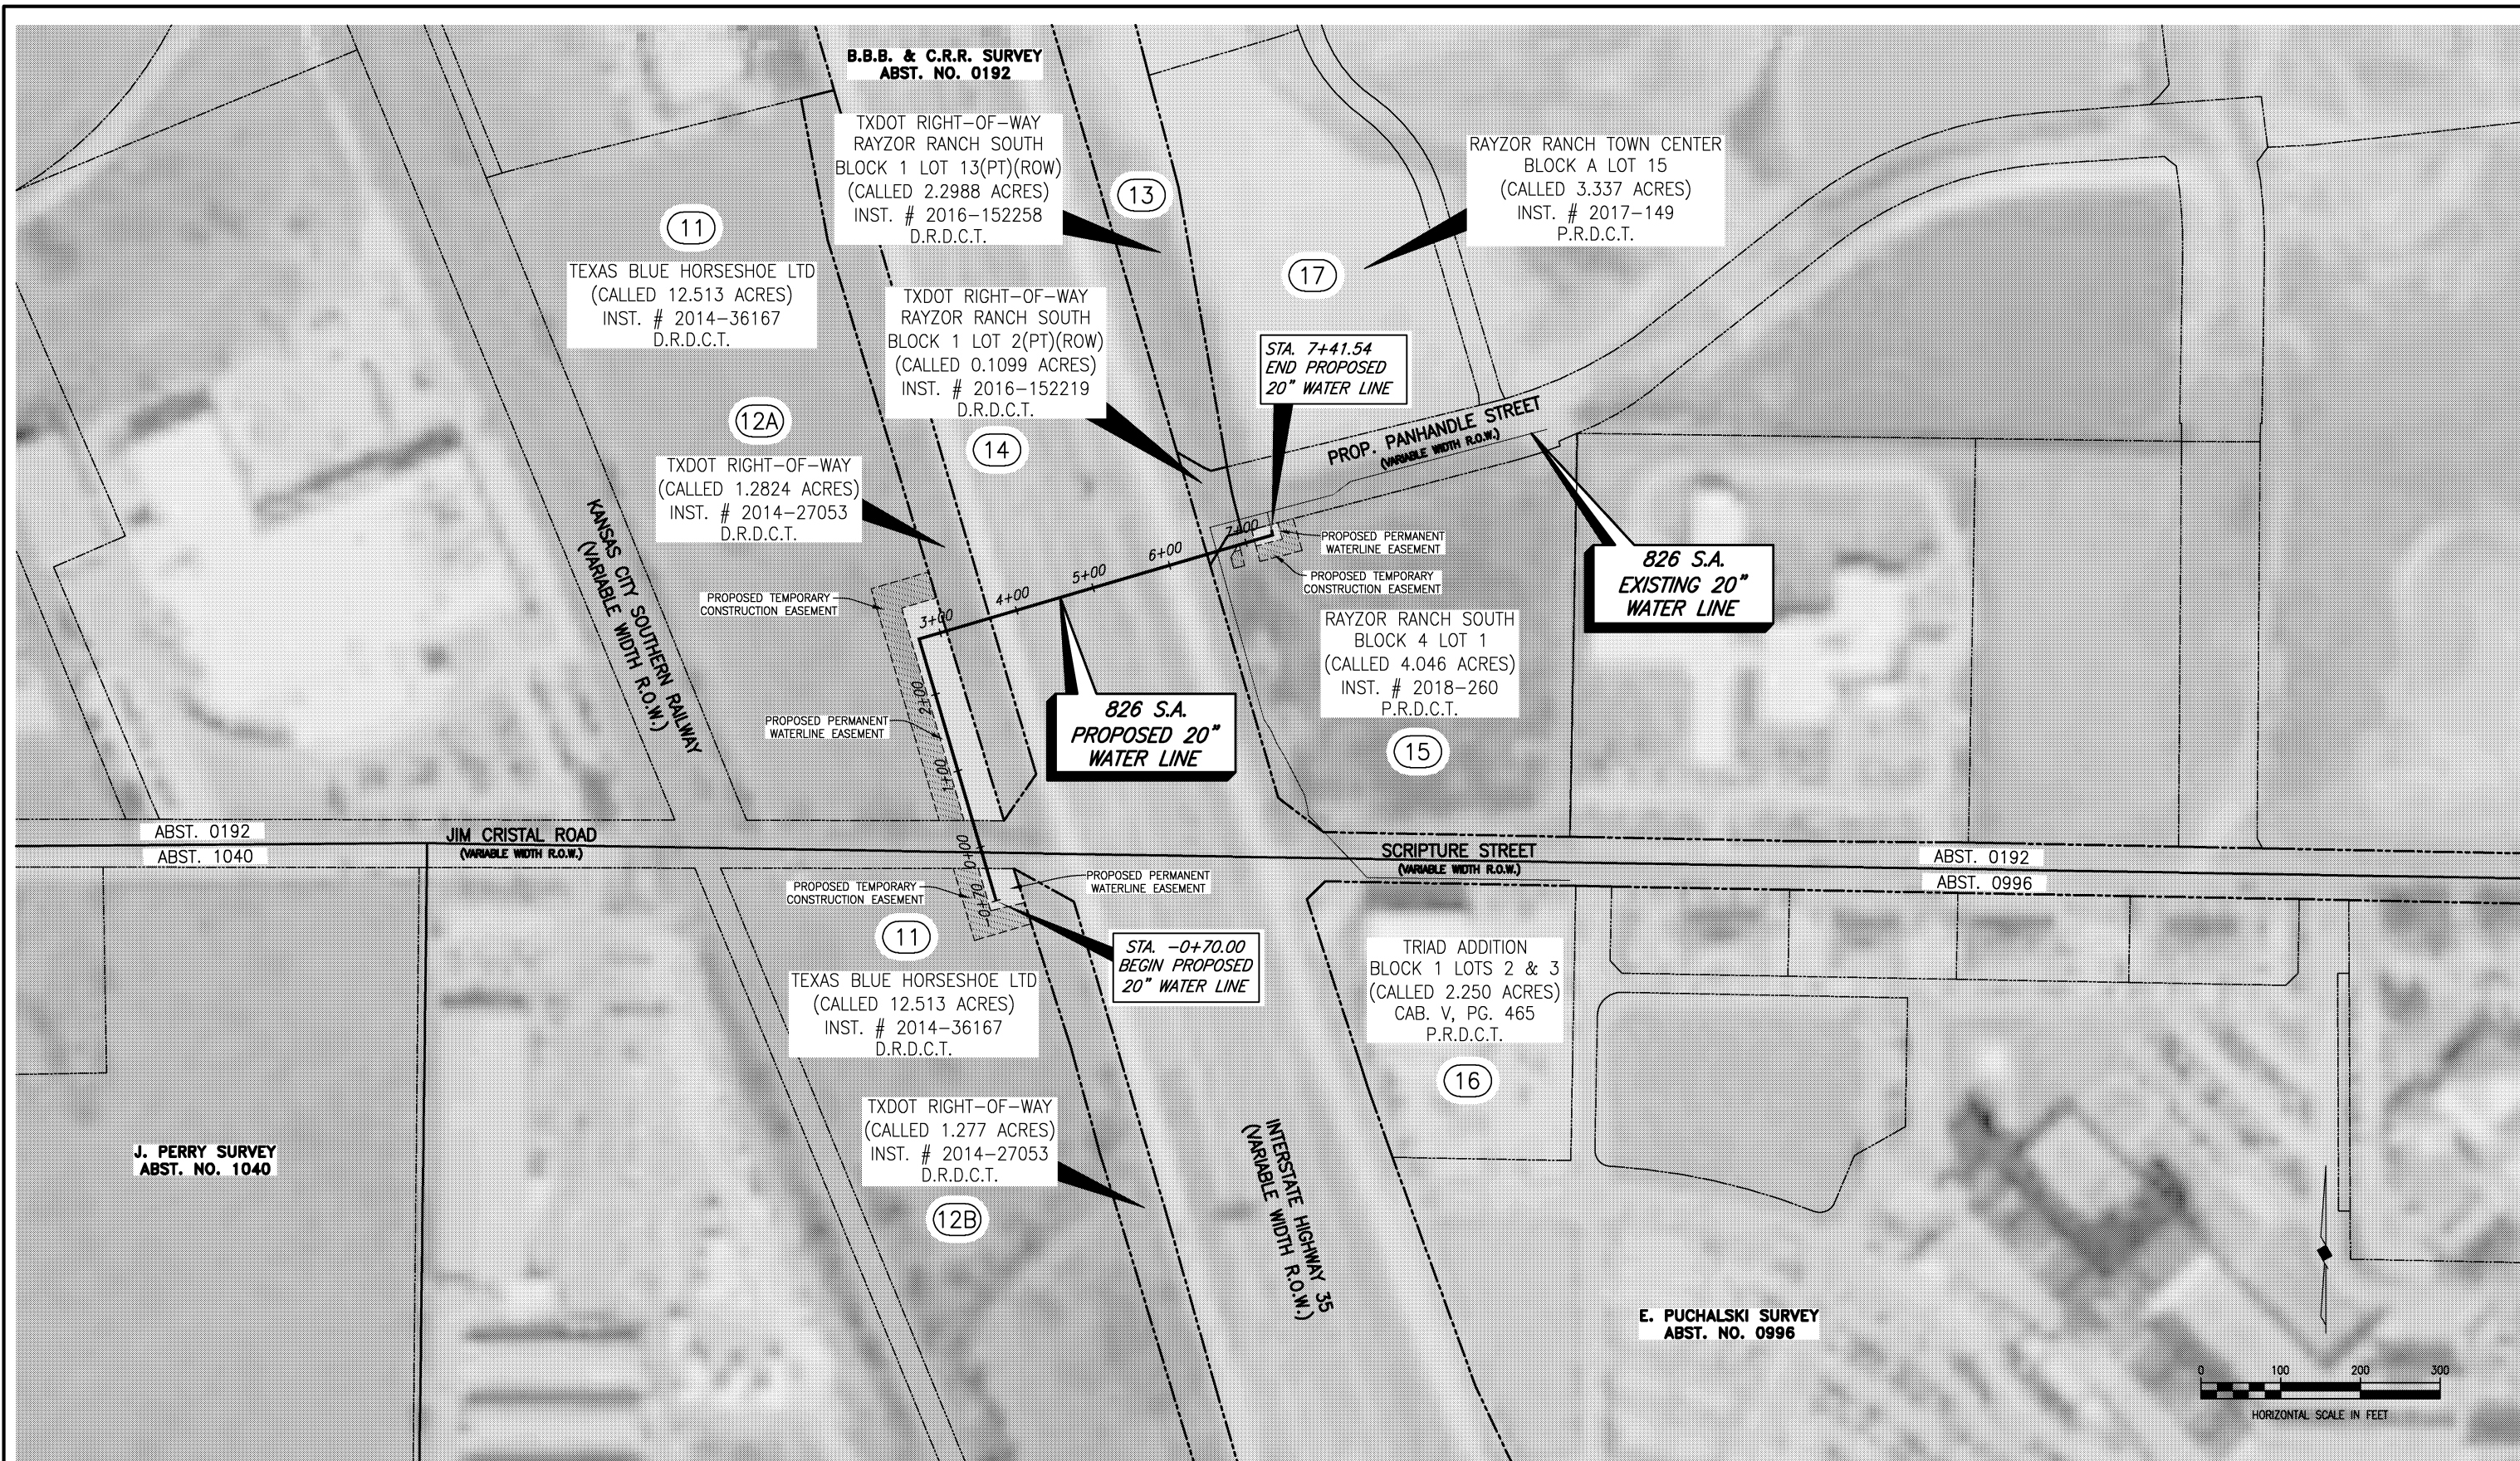 B.B.B. & C.R.R. SURVEY
ABST. NO. 0192
TXDOT RIGHT-OF-WAY
RAYZOR RANCH SOUTH
BLOCK 1 LOT 13(PT)(ROW)
(CALLED 2.2988 ACRES)
INST. # 2016-152258
D.R.D.C.T.
13
RAYZOR RANCH TOWN CENTER
BLOCK A LOT 15
(CALLED 3.337 ACRES)
INST. # 2017-149
P.R.D.C.T.
17
11
TEXAS BLUE HORSESHOE LTD
(CALLED 12.513 ACRES)
INST. # 2014-36167
D.R.D.C.T.
TXDOT RIGHT-OF-WAY
RAYZOR RANCH SOUTH
BLOCK 1 LOT 2(PT)(ROW)
(CALLED 0.1099 ACRES)
INST. # 2016-152219
D.R.D.C.T.
14
STA. 7+41.54
END PROPOSED
20" WATER LINE
PROP. PANHANDLE STREET
(VARIABLE WIDTH R.O.W.)
12A
TXDOT RIGHT-OF-WAY
(CALLED 1.2824 ACRES)
INST. # 2014-27053
D.R.D.C.T.
KANSAS CITY SOUTHERN RAILWAY
(VARIABLE WIDTH R.O.W.)
PROPOSED TEMPORARY
CONSTRUCTION EASEMENT
3+00
4+00
5+00
6+00
7+00
PROPOSED PERMANENT
WATERLINE EASEMENT
PROPOSED TEMPORARY
CONSTRUCTION EASEMENT
826 S.A.
EXISTING 20"
WATER LINE
RAYZOR RANCH SOUTH
BLOCK 4 LOT 1
(CALLED 4.046 ACRES)
INST. # 2018-260
P.R.D.C.T.
15
2+00
PROPOSED PERMANENT
WATERLINE EASEMENT
1+00
826 S.A.
PROPOSED 20"
WATER LINE
ABST. 0192
ABST. 1040
JIM CRISTAL ROAD
(VARIABLE WIDTH R.O.W.)
0+00
SCRIPTURE STREET
(VARIABLE WIDTH R.O.W.)
ABST. 0192
ABST. 0996
PROPOSED TEMPORARY
CONSTRUCTION EASEMENT
-0+70
PROPOSED PERMANENT
WATERLINE EASEMENT
11
TEXAS BLUE HORSESHOE LTD
(CALLED 12.513 ACRES)
INST. # 2014-36167
D.R.D.C.T.
STA. -0+70.00
BEGIN PROPOSED
20" WATER LINE
TRIAD ADDITION
BLOCK 1 LOTS 2 & 3
(CALLED 2.250 ACRES)
CAB. V, PG. 465
P.R.D.C.T.
16
TXDOT RIGHT-OF-WAY
(CALLED 1.277 ACRES)
INST. # 2014-27053
D.R.D.C.T.
12B
INTERSTATE HIGHWAY 35
(VARIABLE WIDTH R.O.W.)
J. PERRY SURVEY
ABST. NO. 1040
E. PUCHALSKI SURVEY
ABST. NO. 0996
0 100 200 300
HORIZONTAL SCALE IN FEET